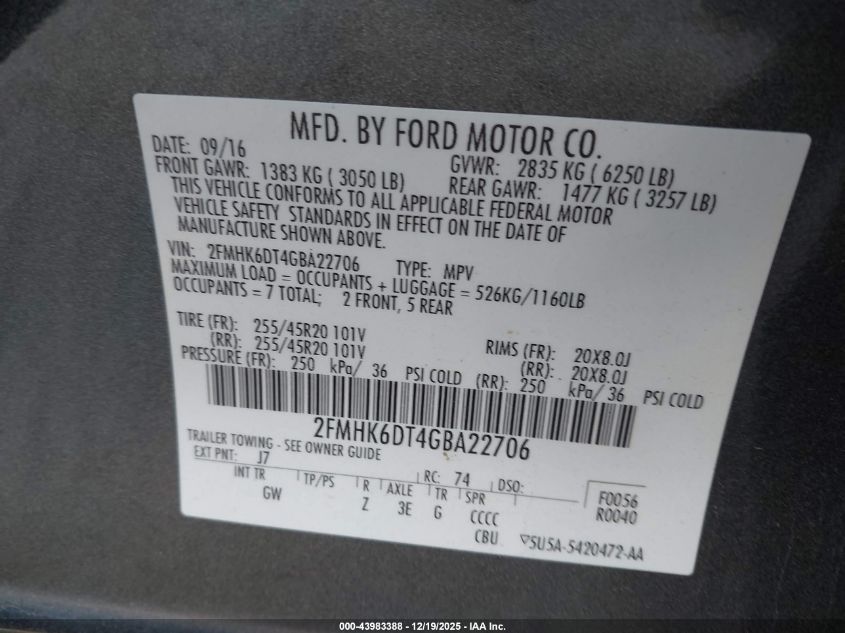 MFD. BY FORD MOTOR CO.
DATE: 09/16 GVWR: 2835 KG ( 6250 LB)
FRONT GAWR: 1383 KG ( 3050 LB) REAR GAWR: 1477 KG ( 3257 LB)
THIS VEHICLE CONFORMS TO ALL APPLICABLE FEDERAL MOTOR
VEHICLE SAFETY STANDARDS IN EFFECT ON THE DATE OF
MANUFACTURE SHOWN ABOVE.
VIN: 2FMHK6DT4GBA22706 TYPE: MPV
MAXIMUM LOAD = OCCUPANTS + LUGGAGE = 526KG/1160LB
OCCUPANTS = 7 TOTAL; 2 FRONT, 5 REAR
TIRE (FR): 255/45R20 101V RIMS (FR): 20X8.0J
(RR): 255/45R20 101V (RR): 20X8.0J
PRESSURE (FR): 250 kPa/ 36 PSI COLD (RR): 250 kPa/ 36 PSI COLD
2FMHK6DT4GBA22706
TRAILER TOWING - SEE OWNER GUIDE
EXT PNT: J7 RC: 74 DSO: F0056
INT TR TP/PS R AXLE TR SPR R0040
GW Z 3E G CCCC
CBU ▽5U5A-5420472-AA
000-43983388 - 12/19/2025 - IAA Inc.